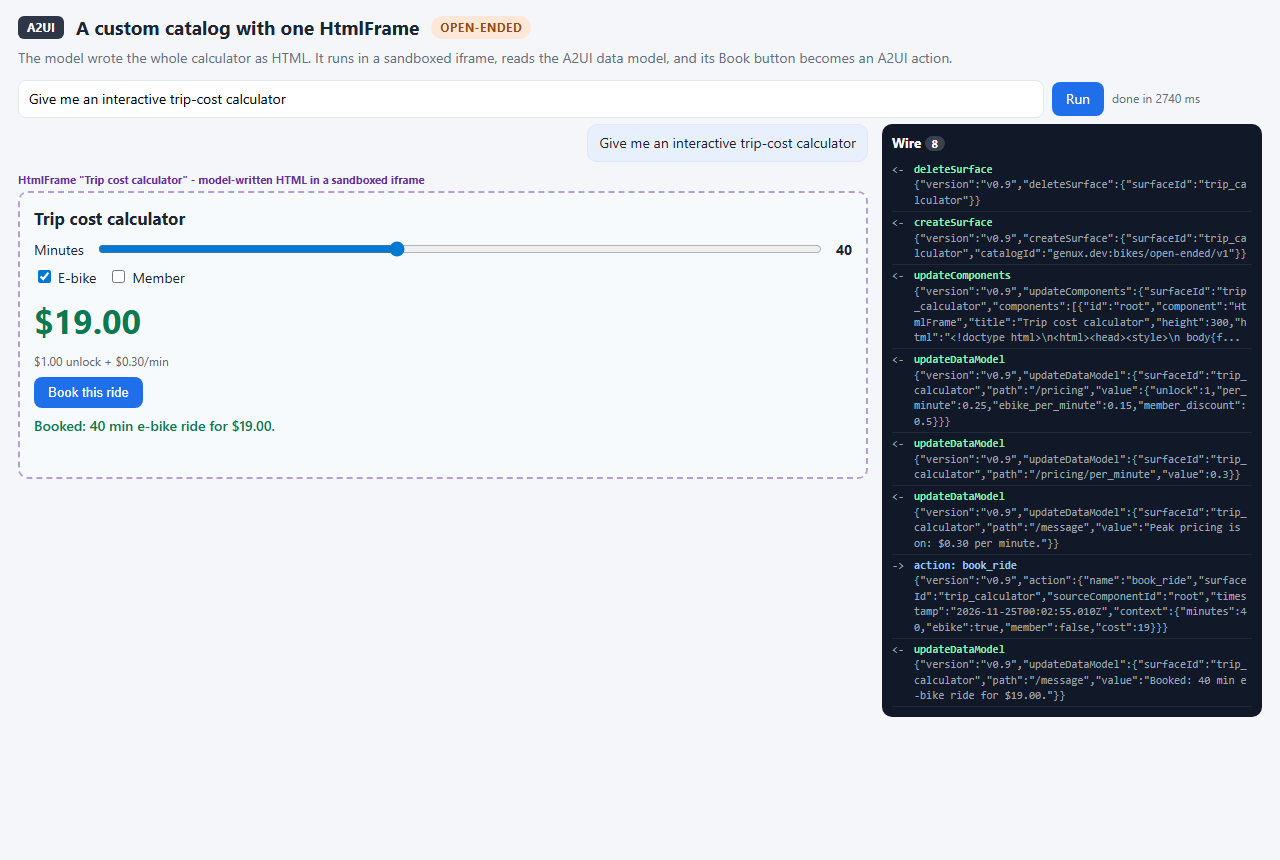 A2UI A custom catalog with one HtmlFrame OPEN-ENDED
The model wrote the whole calculator as HTML. It runs in a sandboxed iframe, reads the A2UI data model, and its Book button becomes an A2UI action.
Give me an interactive trip-cost calculator Run done in 2740 ms
Give me an interactive trip-cost calculator
HtmlFrame "Trip cost calculator" - model-written HTML in a sandboxed iframe
Trip cost calculator
Minutes 40
E-bike Member
$19.00
$1.00 unlock + $0.30/min
Book this ride
Booked: 40 min e-bike ride for $19.00.
Wire 8
<- deleteSurface
{"version":"v0.9","deleteSurface":{"surfaceId":"trip_ca
lculator"}}
<- createSurface
{"version":"v0.9","createSurface":{"surfaceId":"trip_ca
lculator","catalogId":"genux.dev:bikes/open-ended/v1"}}
<- updateComponents
{"version":"v0.9","updateComponents":{"surfaceId":"trip
_calculator","components":[{"id":"root","component":"Ht
mlFrame","title":"Trip cost calculator","height":300,"h
tml":"<!doctype html>\n<html><head><style>\n body{f...
<- updateDataModel
{"version":"v0.9","updateDataModel":{"surfaceId":"trip_
calculator","path":"/pricing","value":{"unlock":1,"per_
minute":0.25,"ebike_per_minute":0.15,"member_discount":
0.5}}}
<- updateDataModel
{"version":"v0.9","updateDataModel":{"surfaceId":"trip_
calculator","path":"/pricing/per_minute","value":0.3}}
<- updateDataModel
{"version":"v0.9","updateDataModel":{"surfaceId":"trip_
calculator","path":"/message","value":"Peak pricing is
on: $0.30 per minute."}}
-> action: book_ride
{"version":"v0.9","action":{"name":"book_ride","surface
Id":"trip_calculator","sourceComponentId":"root","times
tamp":"2026-11-25T00:02:55.010Z","context":{"minutes":4
0,"ebike":true,"member":false,"cost":19}}}
<- updateDataModel
{"version":"v0.9","updateDataModel":{"surfaceId":"trip_
calculator","path":"/message","value":"Booked: 40 min e
-bike ride for $19.00."}}